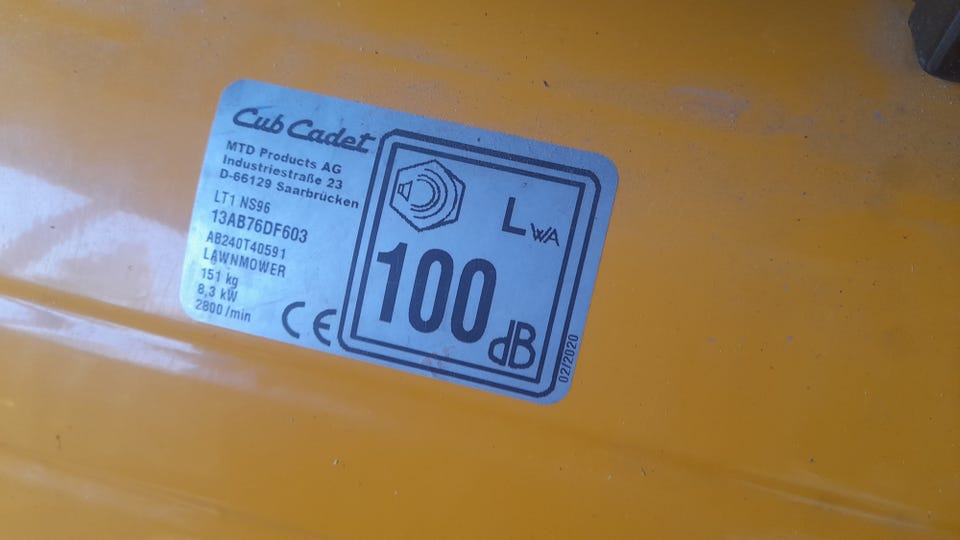 Cub Cadet
MTD Products AG
Industriestraße 23
D-66129 Saarbrücken
LT1 NS96
13AB76DF603
AB240T40591
LAWNMOWER
151 kg
8,3 kW
2800/min
CE
LWA
100
dB
02/2020